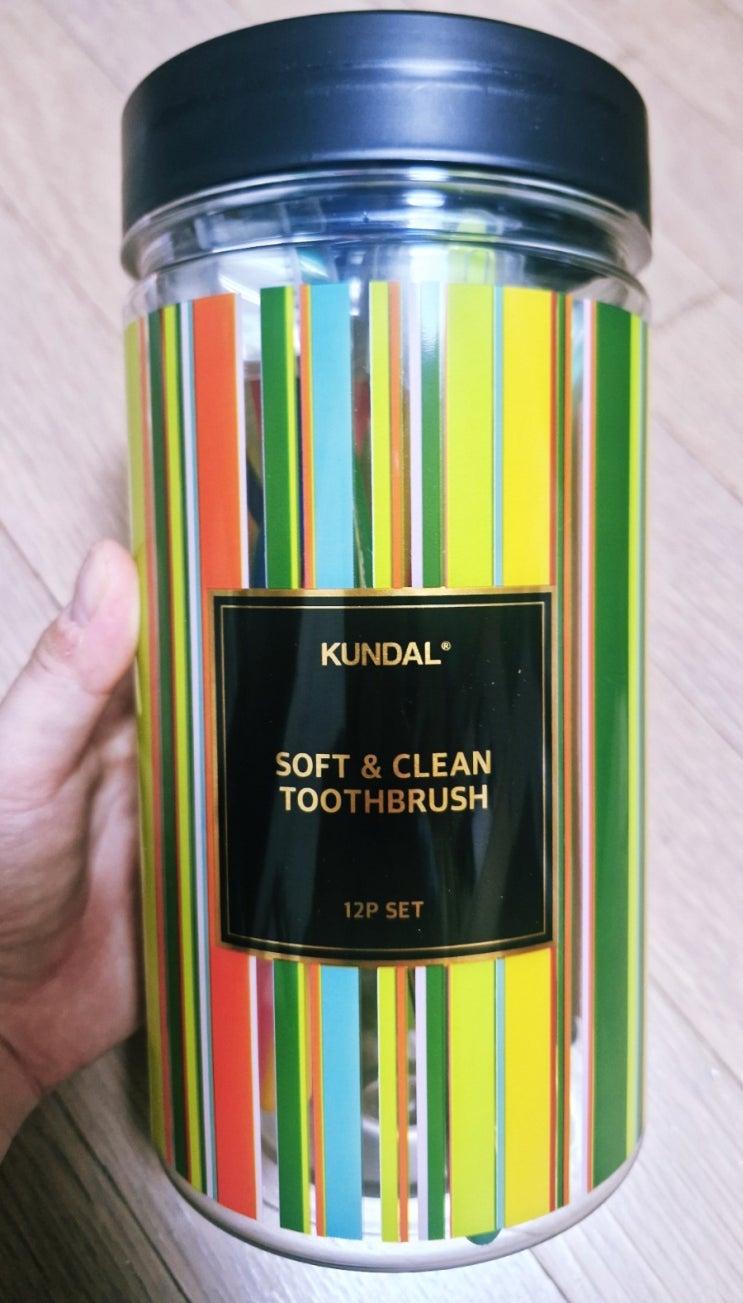 KUNDAL®
SOFT & CLEAN
TOOTHBRUSH
12P SET